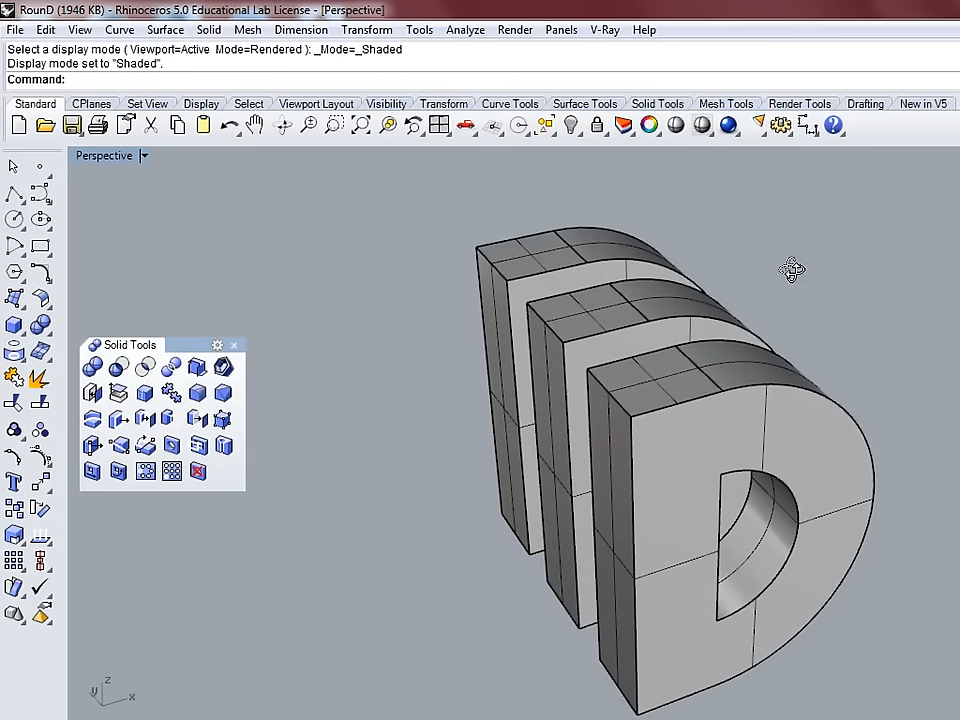 RounD (1946 KB) - Rhinoceros 5.0 Educational Lab License - [Perspective]
File Edit View Curve Surface Solid Mesh Dimension Transform Tools Analyze Render Panels V-Ray Help
Select a display mode ( Viewport=Active Mode=Rendered ): _Mode=_Shaded
Display mode set to "Shaded".
Command:
Standard CPlanes Set View Display Select Viewport Layout Visibility Transform Curve Tools Surface Tools Solid Tools Mesh Tools Render Tools Drafting New in V5
Perspective
Solid Tools
z
y
x